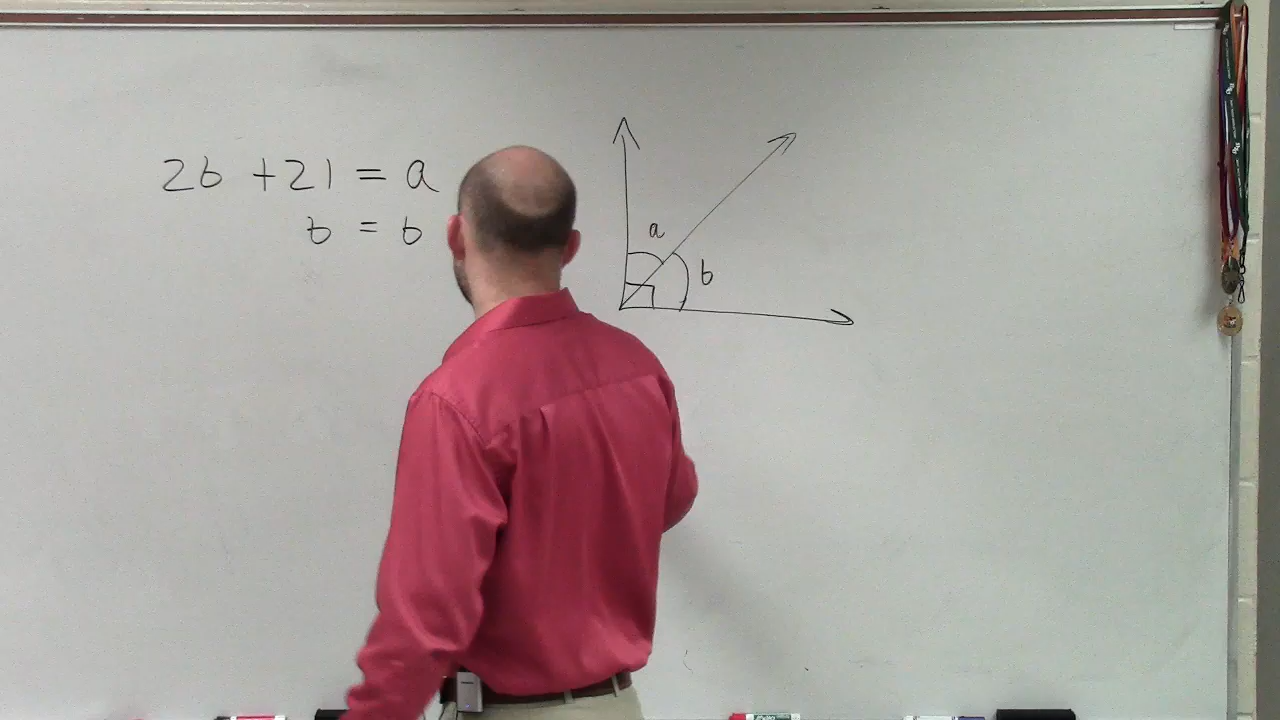 2b +21 = a
b = b
a
b